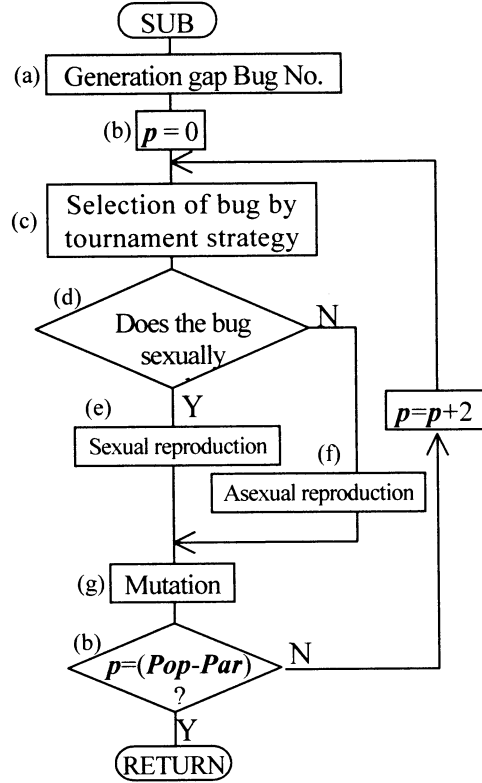 SUB
(a) Generation gap Bug No.
(b) p = 0
(c) Selection of bug by
tournament strategy
(d) Does the bug
sexually
N
Y
(e) Sexual reproduction
(f) Asexual reproduction
p=p+2
(g) Mutation
(b) p=(Pop-Par)
?
N
Y
RETURN